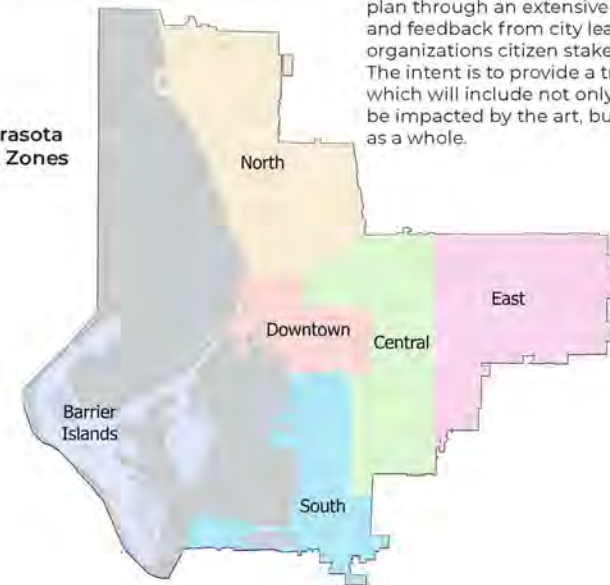 plan through an extensive
and feedback from city lea
organizations citizen stake
The intent is to provide a tr
which will include not only
be impacted by the art, bu
as a whole.
rasota
Zones
North
East
Downtown
Central
Barrier
Islands
South